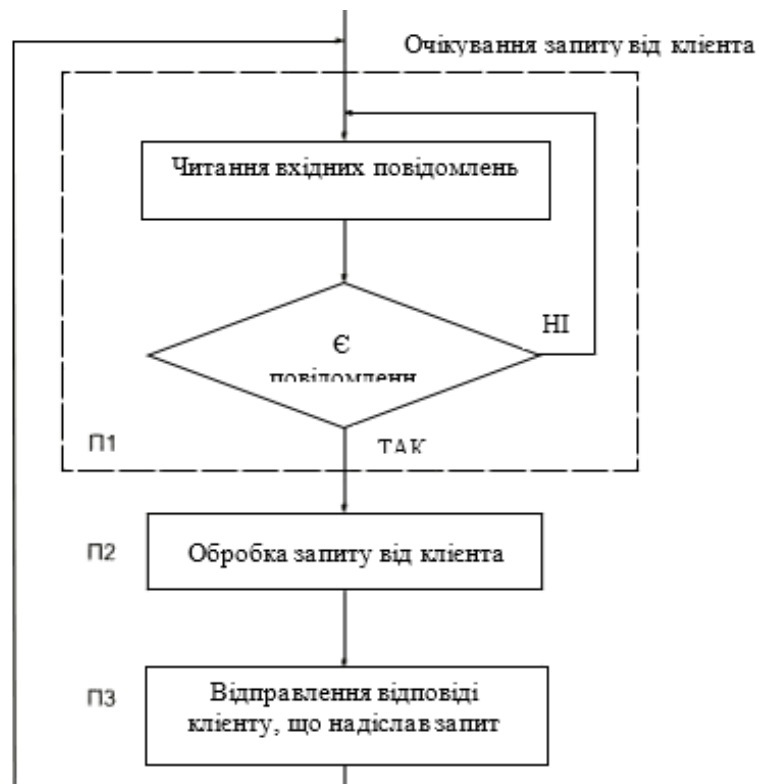 Очікування запиту від клієнта
Читання вхідних повідомлень
НІ
Є
повідомленн
П1
ТАК
П2
Обробка запиту від клієнта
П3
Відправлення відповіді
клієнту, що надіслав запит